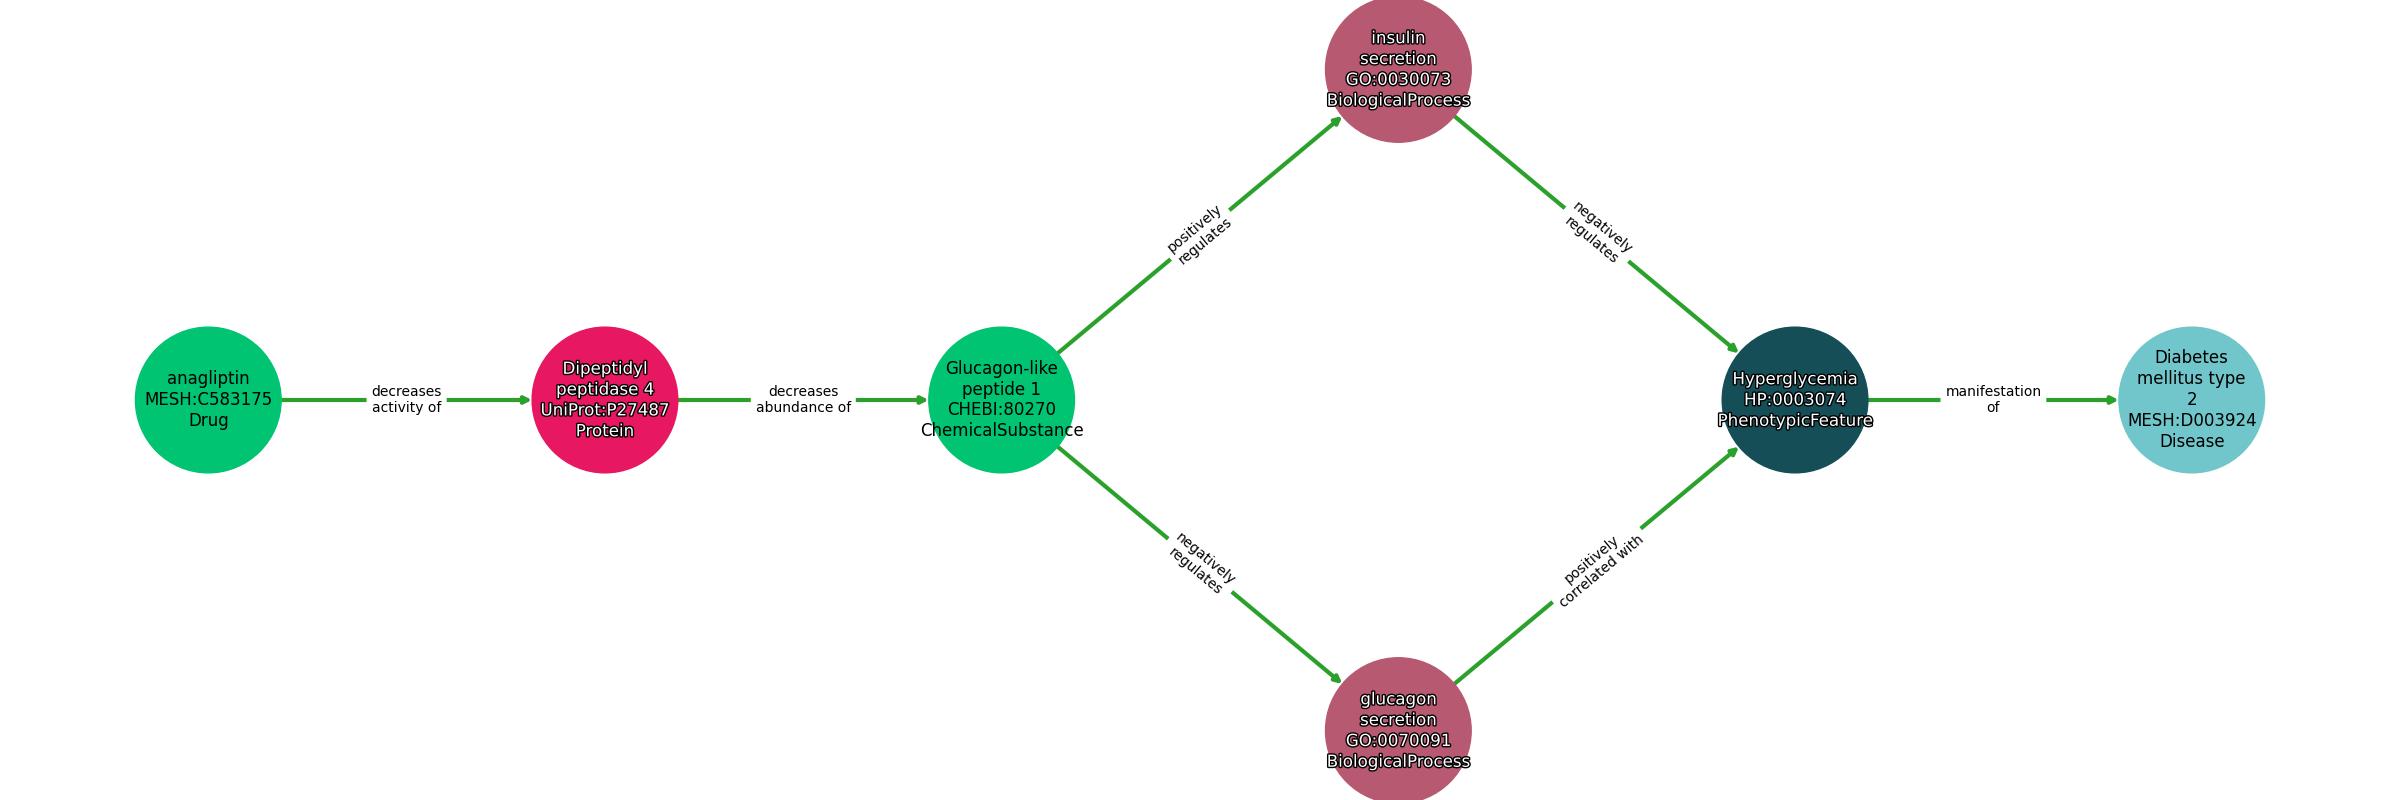 insulin
secretion
GO:0030073
BiologicalProcess
positively
regulates
negatively
regulates
anagliptin
MESH:C583175
Drug
decreases
activity of
Dipeptidyl
peptidase 4
UniProt:P27487
Protein
decreases
abundance of
Glucagon-like
peptide 1
CHEBI:80270
ChemicalSubstance
Hyperglycemia
HP:0003074
PhenotypicFeature
manifestation
of
Diabetes
mellitus type
2
MESH:D003924
Disease
negatively
regulates
positively
correlated with
glucagon
secretion
GO:0070091
BiologicalProcess